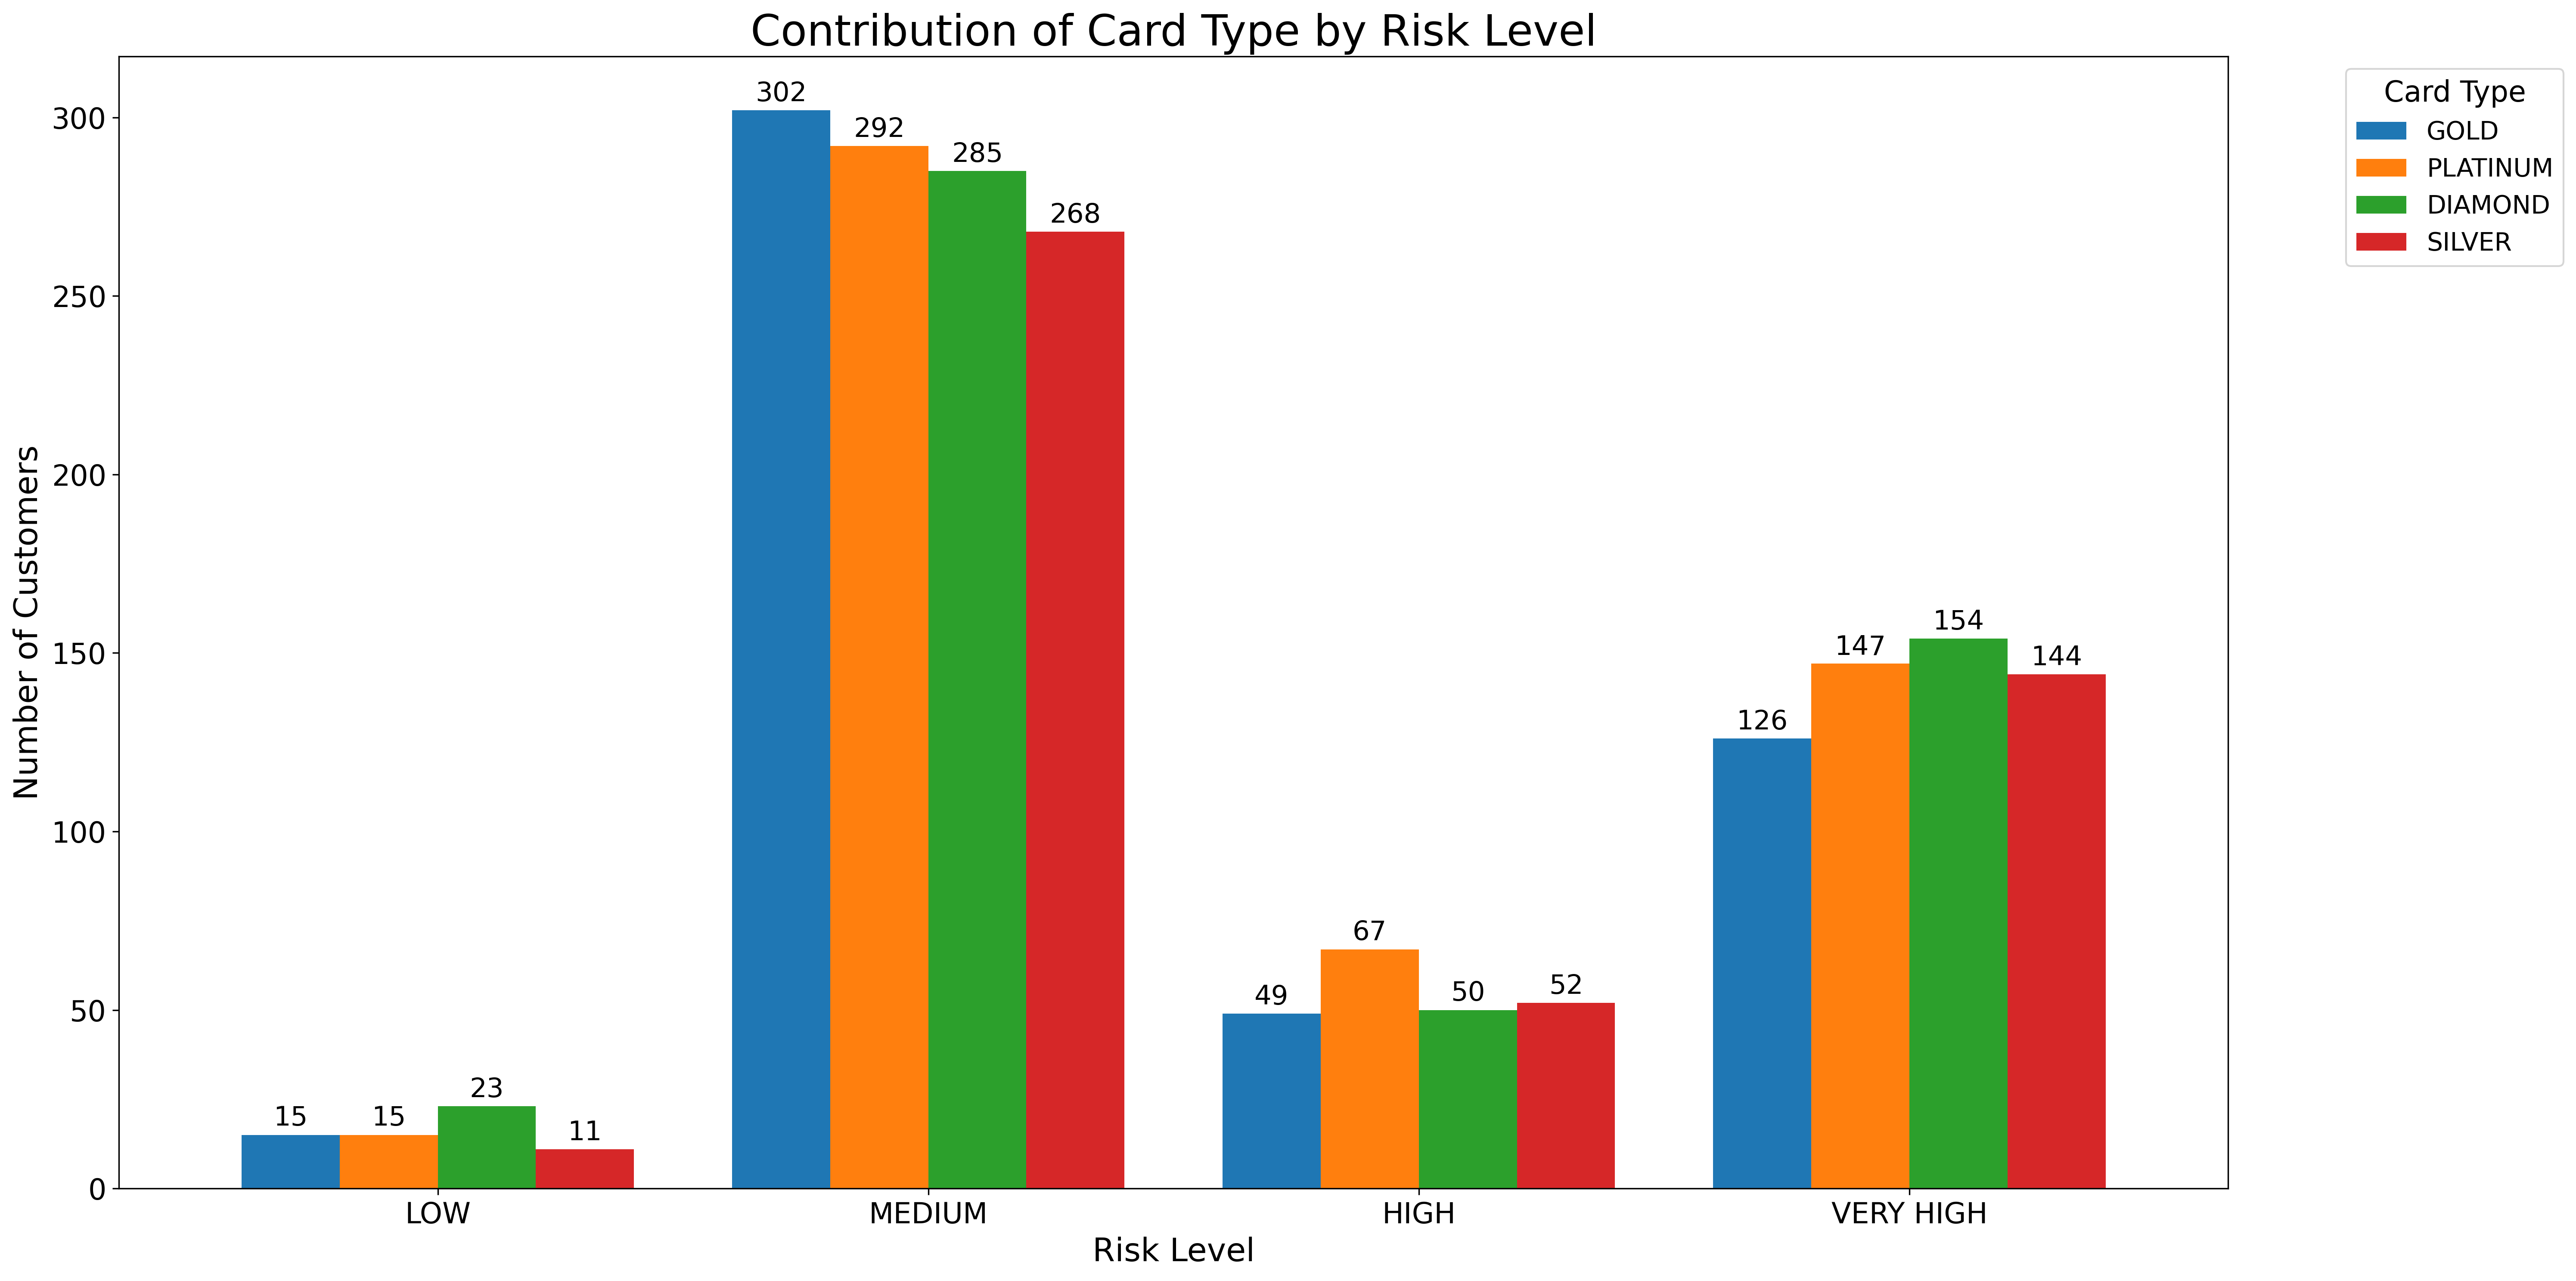 Contribution of Card Type by Risk Level
Number of Customers
300
250
200
150
100
50
0
15
15
23
11
302
292
285
268
49
67
50
52
126
147
154
144
LOW
MEDIUM
HIGH
VERY HIGH
Risk Level
Card Type
GOLD
PLATINUM
DIAMOND
SILVER